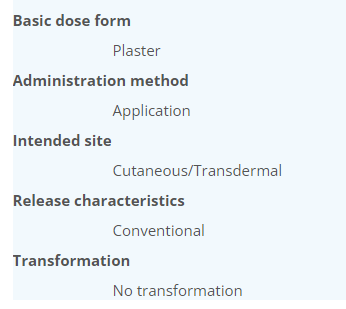 Basic dose form
Plaster
Administration method
Application
Intended site
Cutaneous/Transdermal
Release characteristics
Conventional
Transformation
No transformation